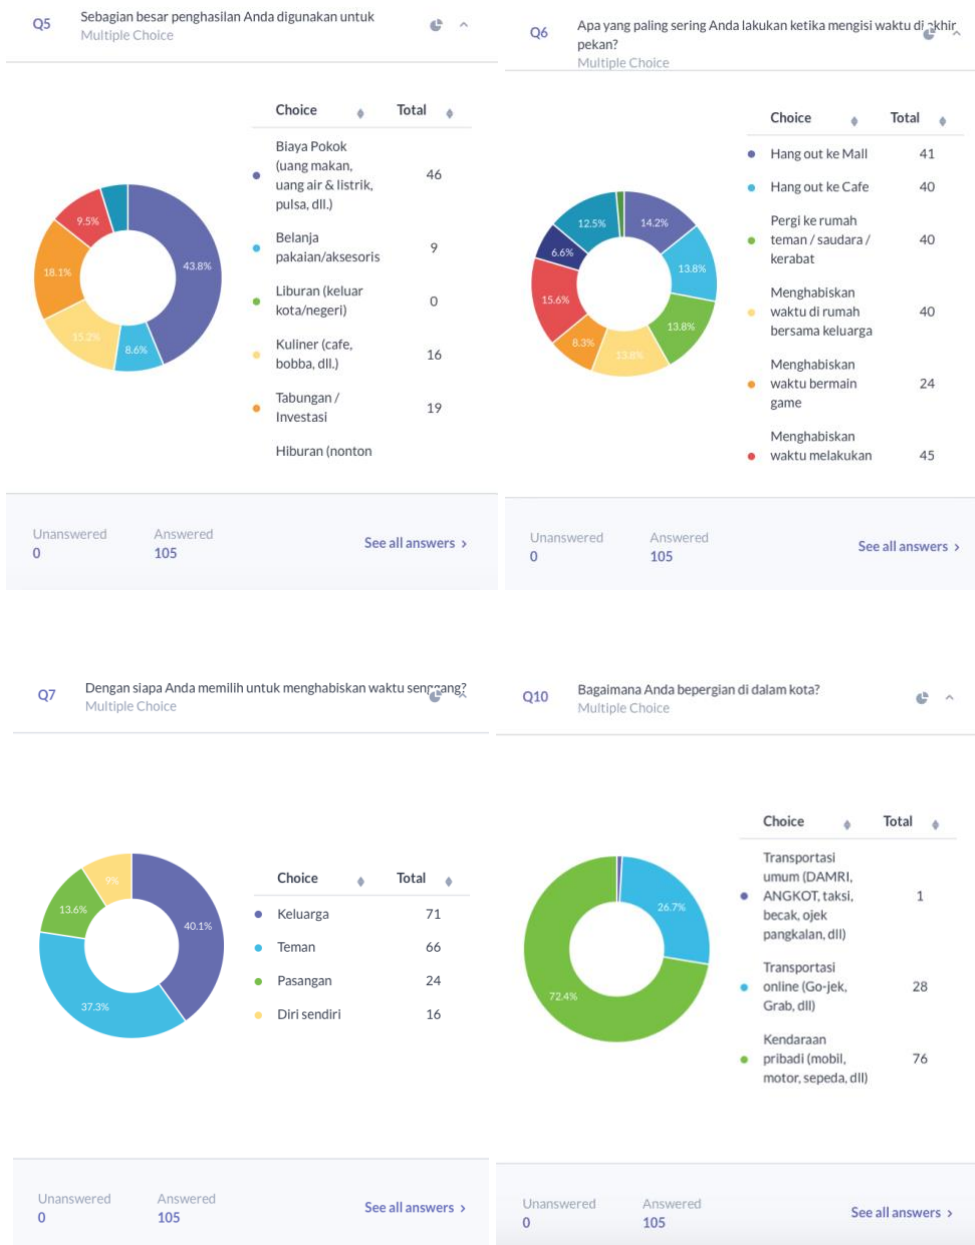 Q5
Sebagian besar penghasilan Anda digunakan untuk
Multiple Choice
Choice Total
Biaya Pokok
(uang makan,
uang air & listrik,
pulsa, dll.)
46
Belanja
pakaian/aksesoris
9
Liburan (keluar
kota/negeri)
0
Kuliner (cafe,
bobba, dll.)
16
Tabungan /
Investasi
19
Hiburan (nonton
43.8%
8.6%
15.2%
18.1%
9.5%
Unanswered
0
Answered
105
See all answers
Q6
Apa yang paling sering Anda lakukan ketika mengisi waktu di akhir
pekan?
Multiple Choice
Choice Total
Hang out ke Mall 41
Hang out ke Cafe 40
Pergi ke rumah
teman / saudara /
kerabat
40
Menghabiskan
waktu di rumah
bersama keluarga
40
Menghabiskan
waktu bermain
game
24
Menghabiskan
waktu melakukan
45
14.2%
13.8%
13.8%
13.8%
8.3%
15.6%
6.6%
12.5%
Unanswered
0
Answered
105
See all answers
Q7
Dengan siapa Anda memilih untuk menghabiskan waktu senggang?
Multiple Choice
Choice Total
Keluarga 71
Teman 66
Pasangan 24
Diri sendiri 16
40.1%
37.3%
13.6%
9%
Unanswered
0
Answered
105
See all answers
Q10
Bagaimana Anda bepergian di dalam kota?
Multiple Choice
Choice Total
Transportasi
umum (DAMRI,
ANGKOT, taksi,
becak, ojek
pangkalan, dll)
1
Transportasi
online (Go-jek,
Grab, dll)
28
Kendaraan
pribadi (mobil,
motor, sepeda, dll)
76
26.7%
72.4%
Unanswered
0
Answered
105
See all answers